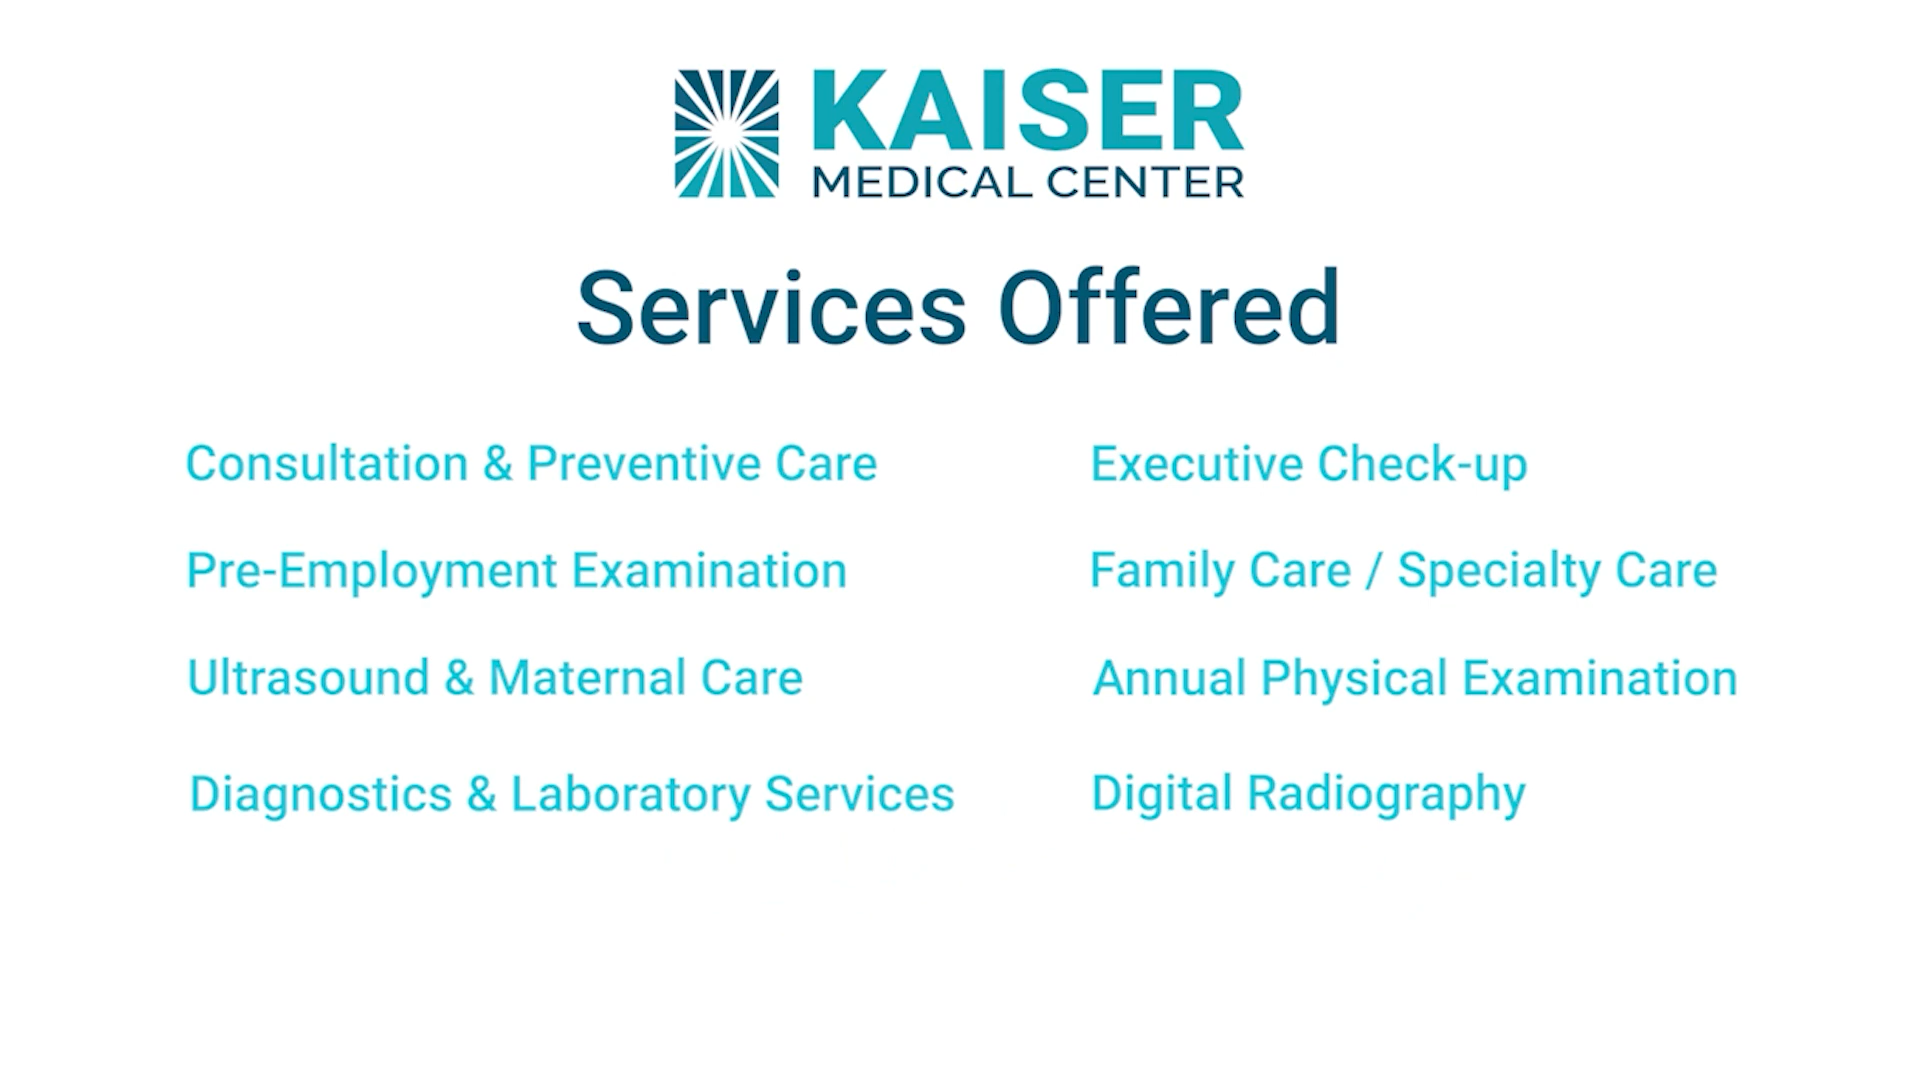 KAISER
MEDICAL CENTER
Services Offered
Consultation & Preventive Care
Executive Check-up
Pre-Employment Examination
Family Care / Specialty Care
Ultrasound & Maternal Care
Annual Physical Examination
Diagnostics & Laboratory Services
Digital Radiography